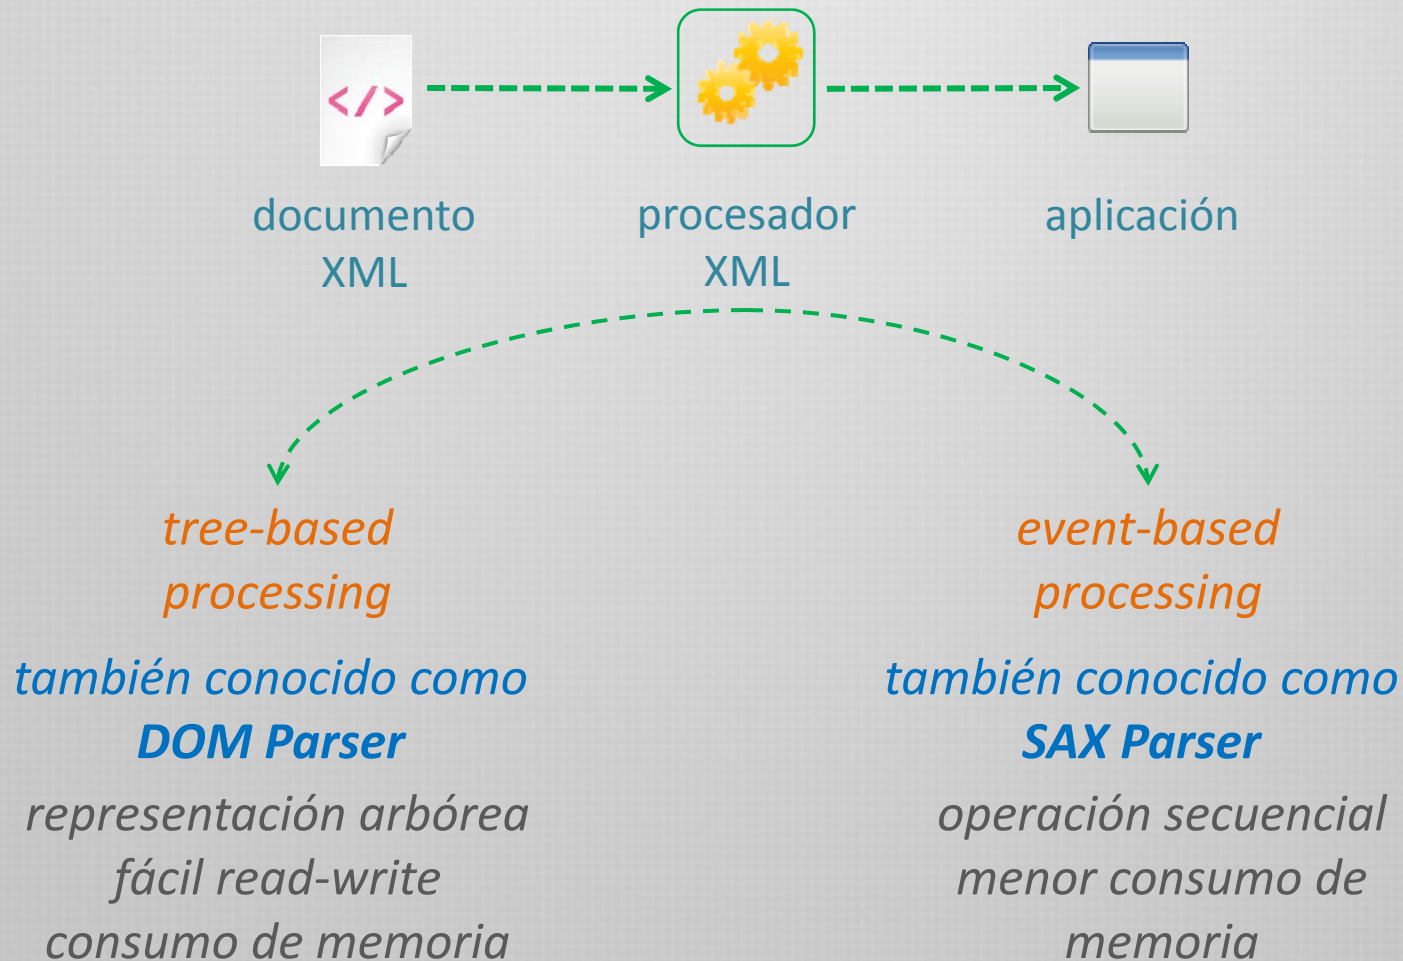 </>
documento
XML
procesador
XML
aplicación
tree-based
processing
también conocido como
DOM Parser
representación arbórea
fácil read-write
consumo de memoria
event-based
processing
también conocido como
SAX Parser
operación secuencial
menor consumo de
memoria